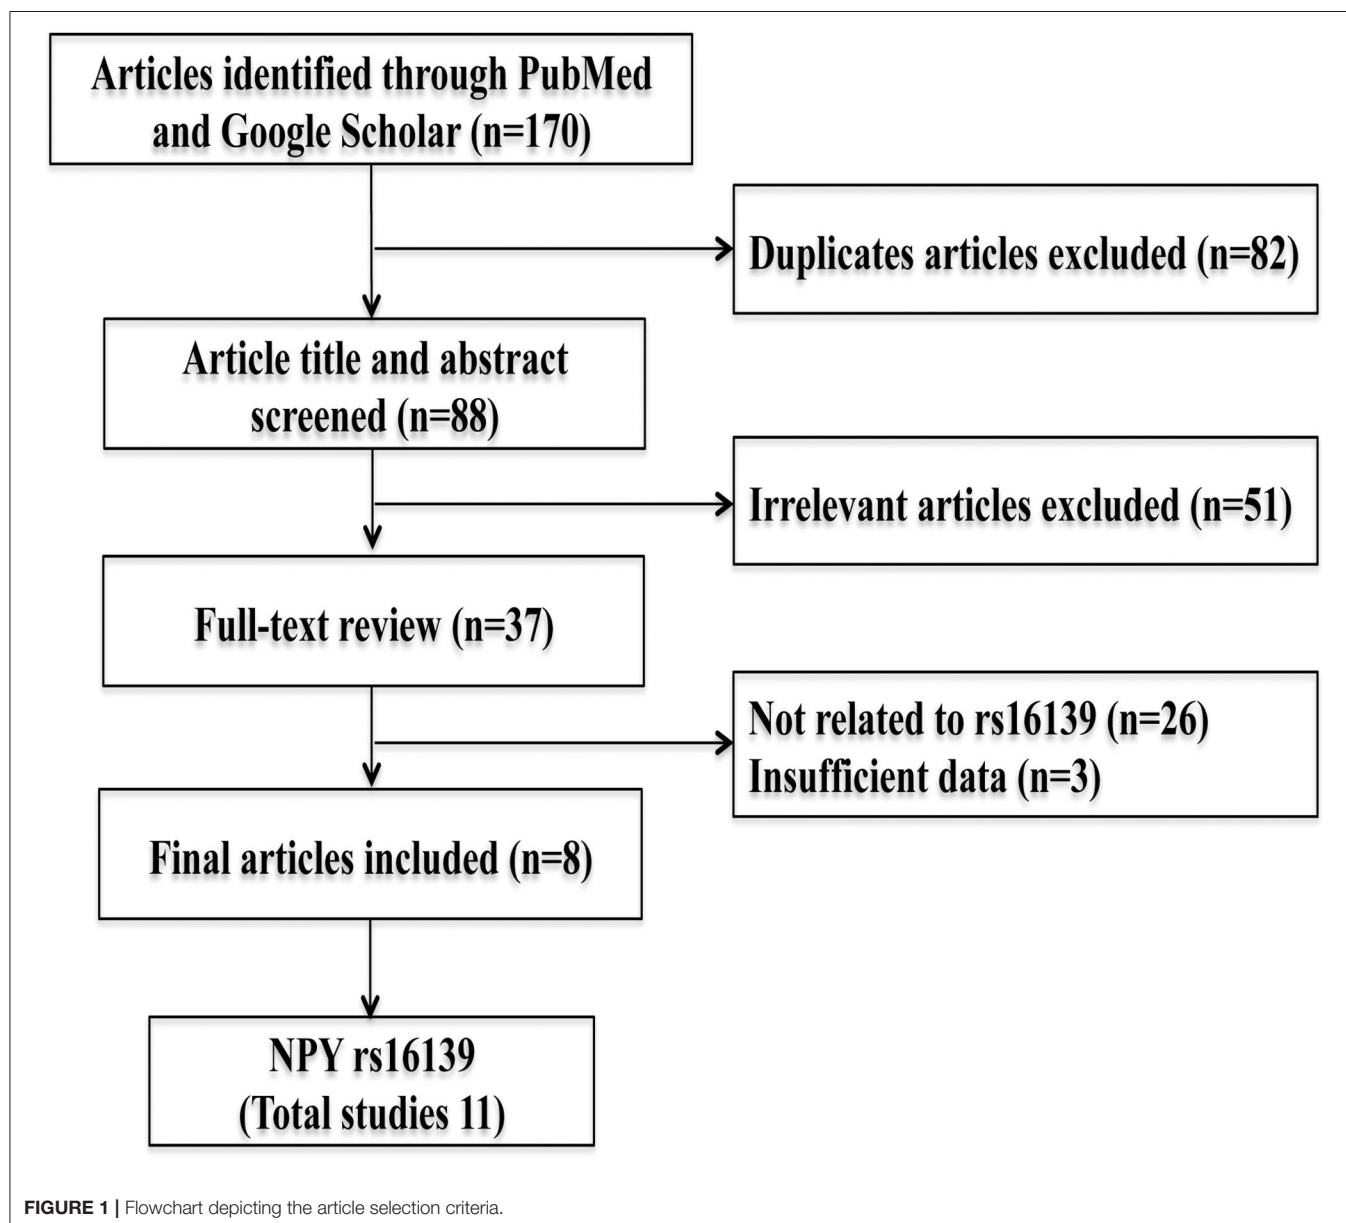 Articles identified through PubMed
and Google Scholar (n=170)
Duplicates articles excluded (n=82)
Article title and abstract
screened (n=88)
Irrelevant articles excluded (n=51)
Full-text review (n=37)
Not related to rs16139 (n=26)
Insufficient data (n=3)
Final articles included (n=8)
NPY rs16139
(Total studies 11)
FIGURE 1 | Flowchart depicting the article selection criteria.